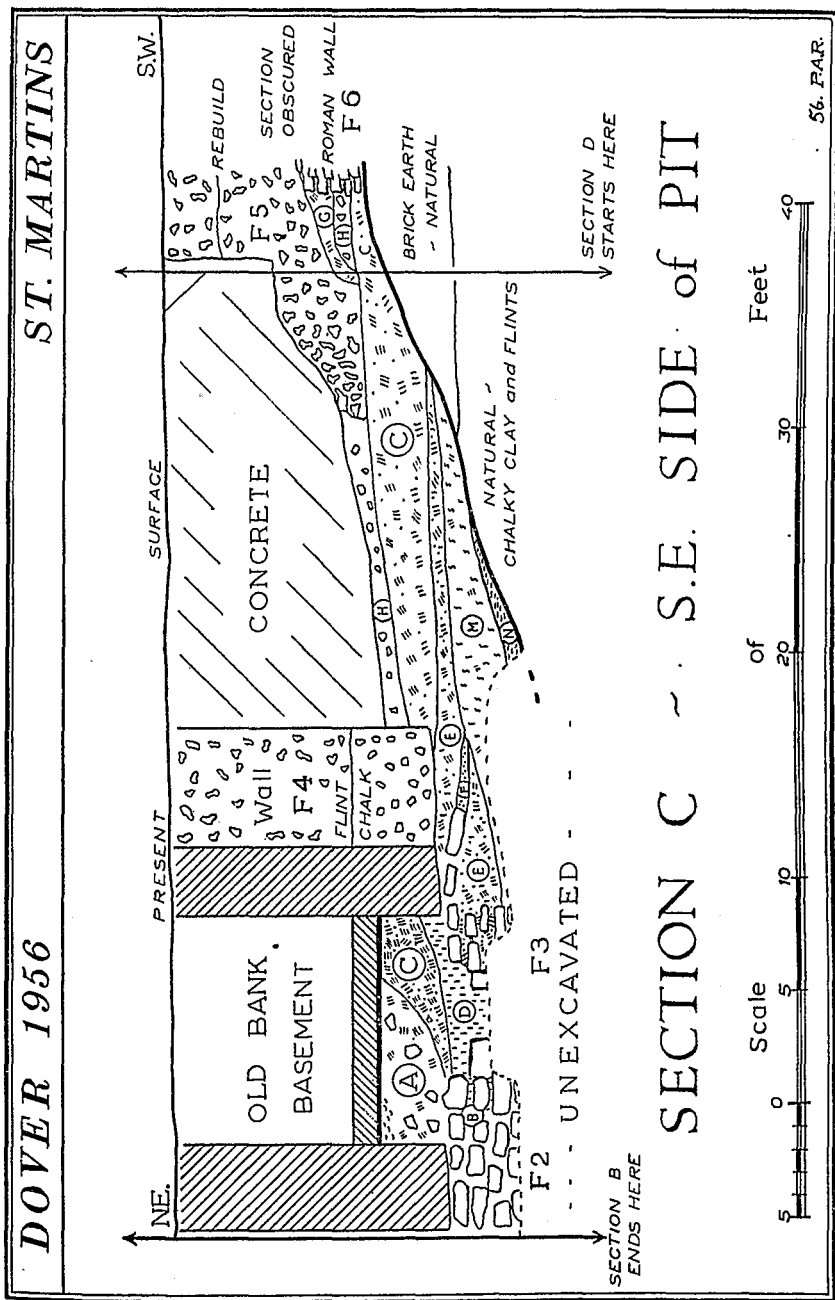 DOVER 1956
ST. MARTINS
NE.
PRESENT
SURFACE
S.W.
OLD BANK
BASEMENT
Wall
F4
FLINT
CHALK
CONCRETE
REBUILD
F5
SECTION
OBSCURED
ROMAN WALL
F6
G
H
C
H
C
A
C
B
D
E
F
E
M
N
BRICK EARTH
~ NATURAL
NATURAL ~
CHALKY CLAY and FLINTS
F2
F3
- - - UNEXCAVATED - - - -
SECTION B
ENDS HERE
SECTION D
STARTS HERE
SECTION C ~ S.E. SIDE of PIT
Scale of Feet
5 0 5 10 20 30 40
56. P.A.R.